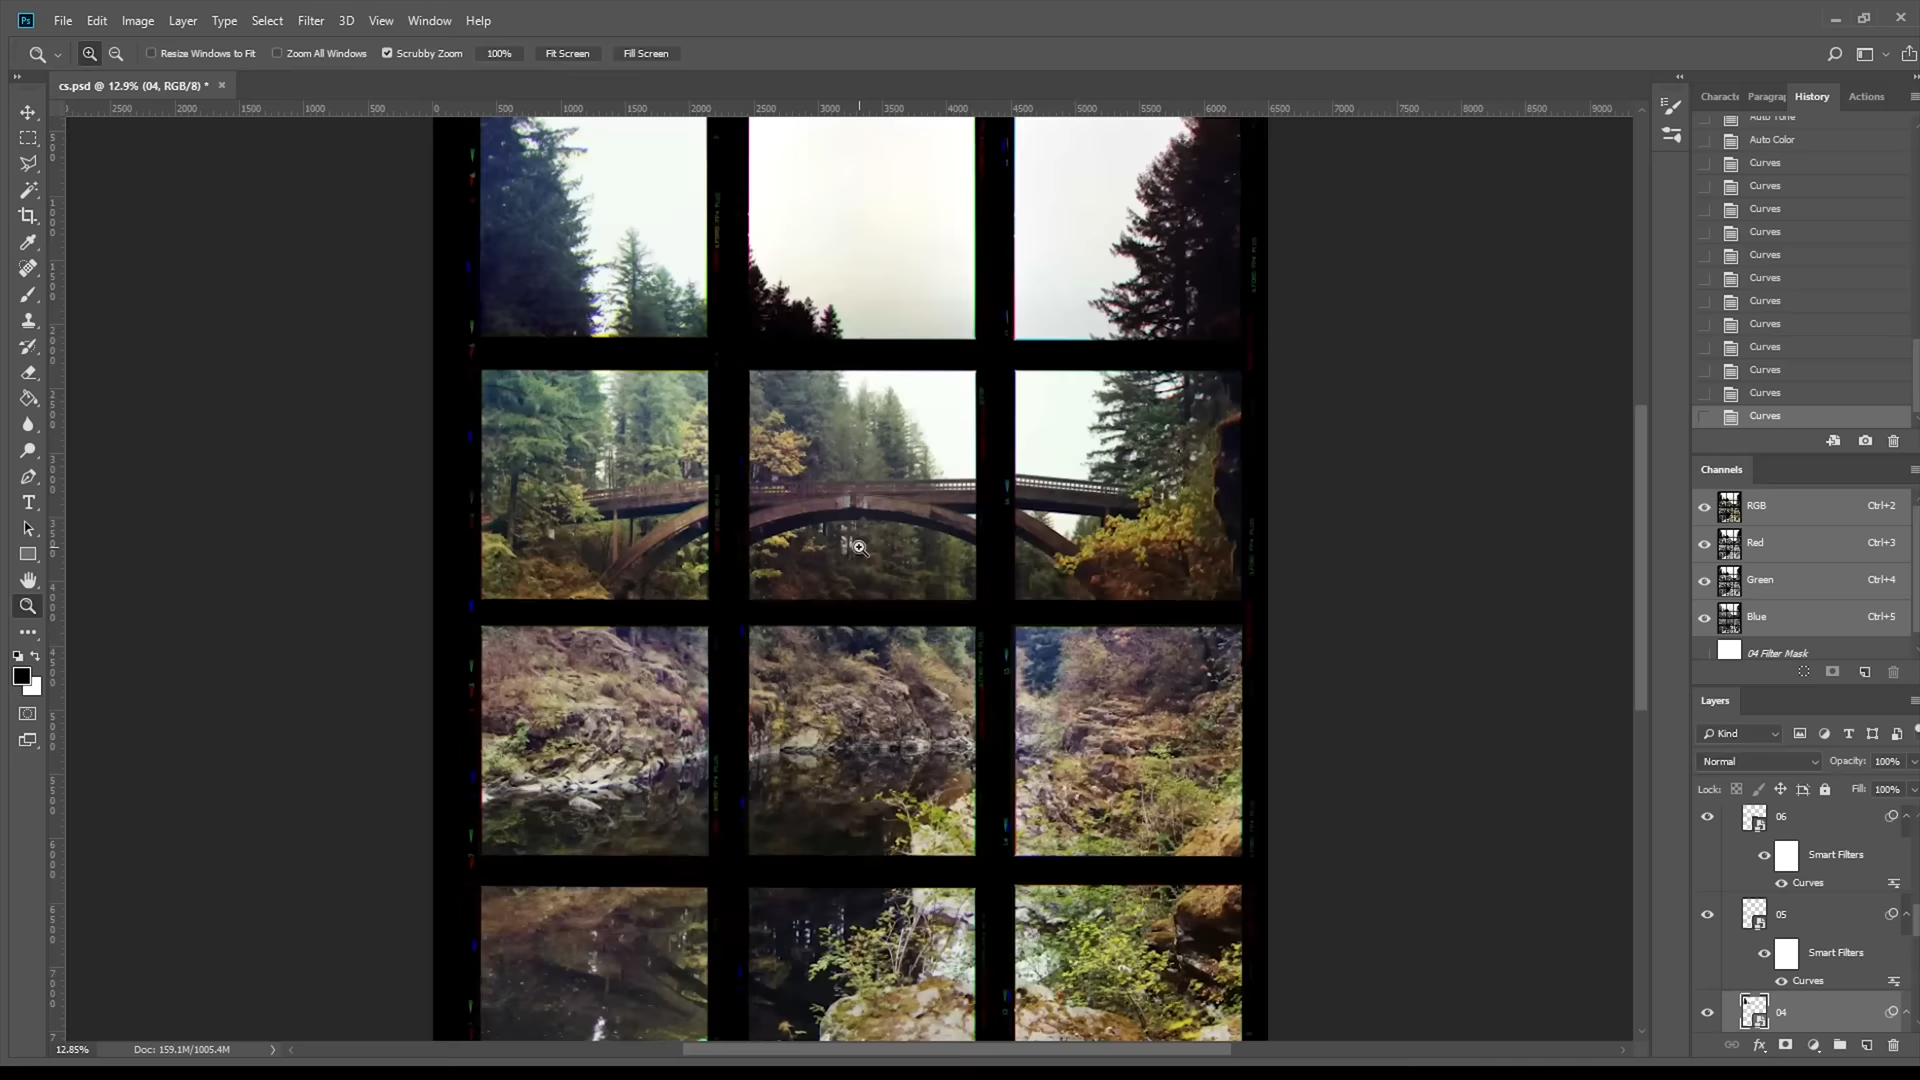 Ps File Edit Image Layer Type Select Filter 3D View Window Help
Resize Windows to Fit Zoom All Windows Scrubby Zoom 100% Fit Screen Fill Screen
cs.psd @ 12.9% (04, RGB/8) * ×
2500 2000 1500 1000 500 0 500 1000 1500 2000 2500 3000 3500 4000 4500 5000 5500 6000 6500 7000 7500 8000 8500 9000
Characte Paragrap History Actions
Auto Tone
Auto Color
Curves
Curves
Curves
Curves
Curves
Curves
Curves
Curves
Curves
Curves
Curves
Curves
Channels
RGB Ctrl+2
Red Ctrl+3
Green Ctrl+4
Blue Ctrl+5
04 Filter Mask
Layers
Kind
Normal Opacity: 100%
Lock: Fill: 100%
06
Smart Filters
Curves
05
Smart Filters
Curves
04
fx
12.85% Doc: 159.1M/1005.4M